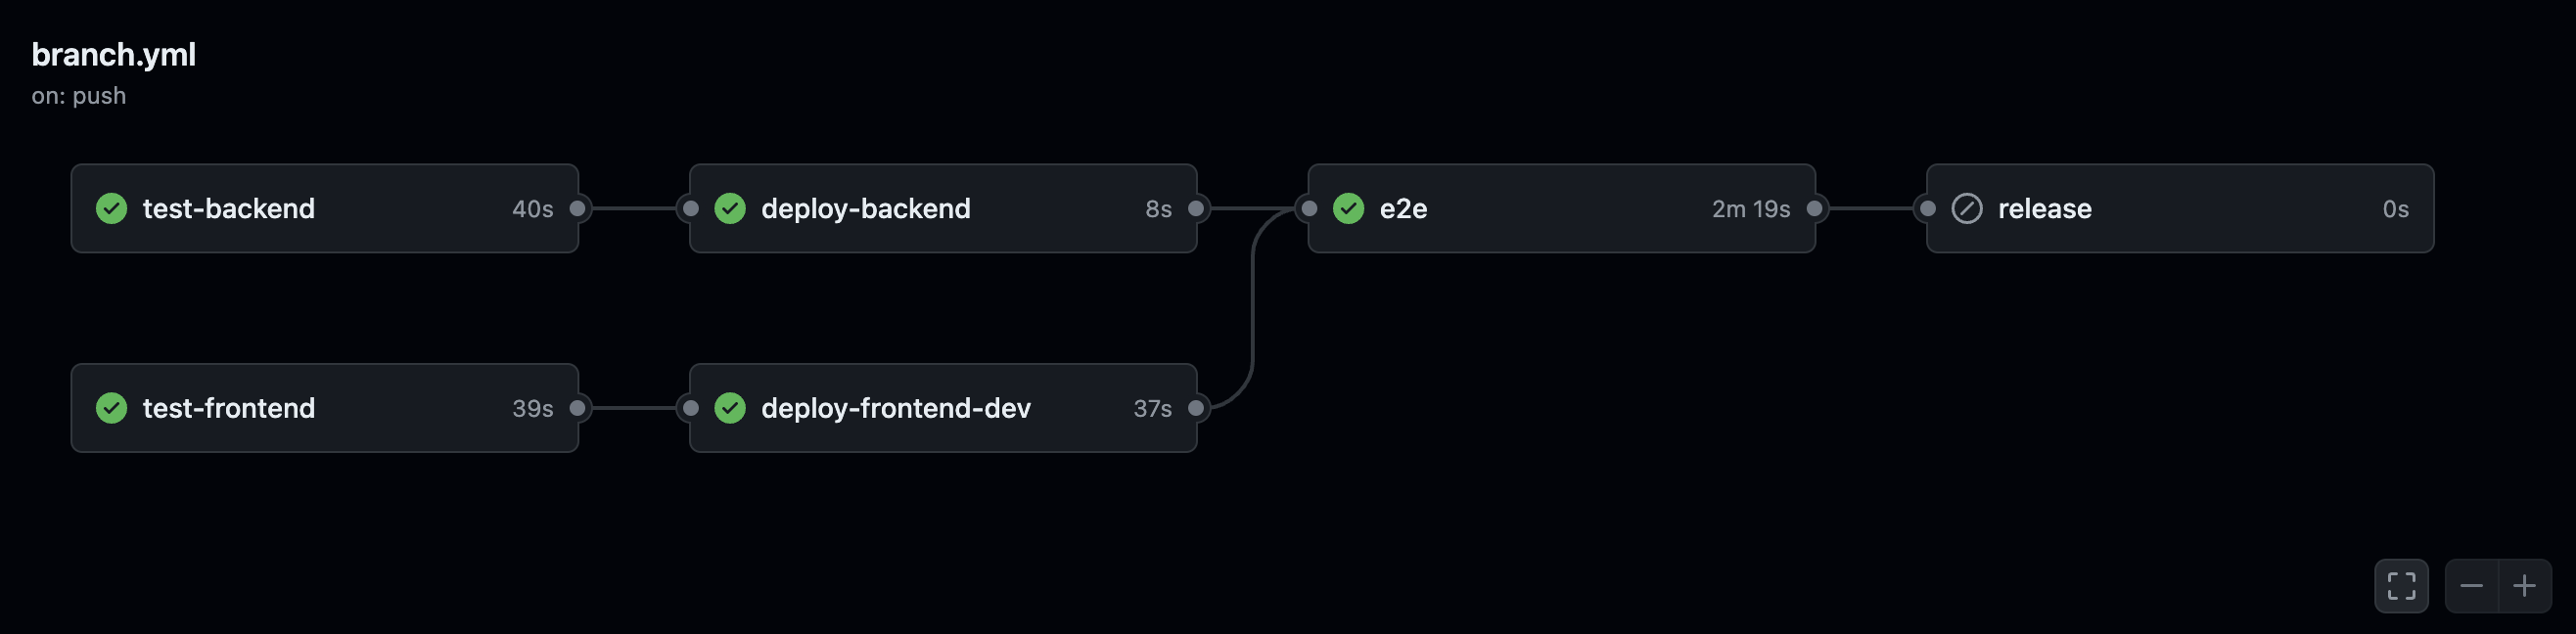 branch.yml
on: push
test-backend 40s
deploy-backend 8s
e2e 2m 19s
release 0s
test-frontend 39s
deploy-frontend-dev 37s